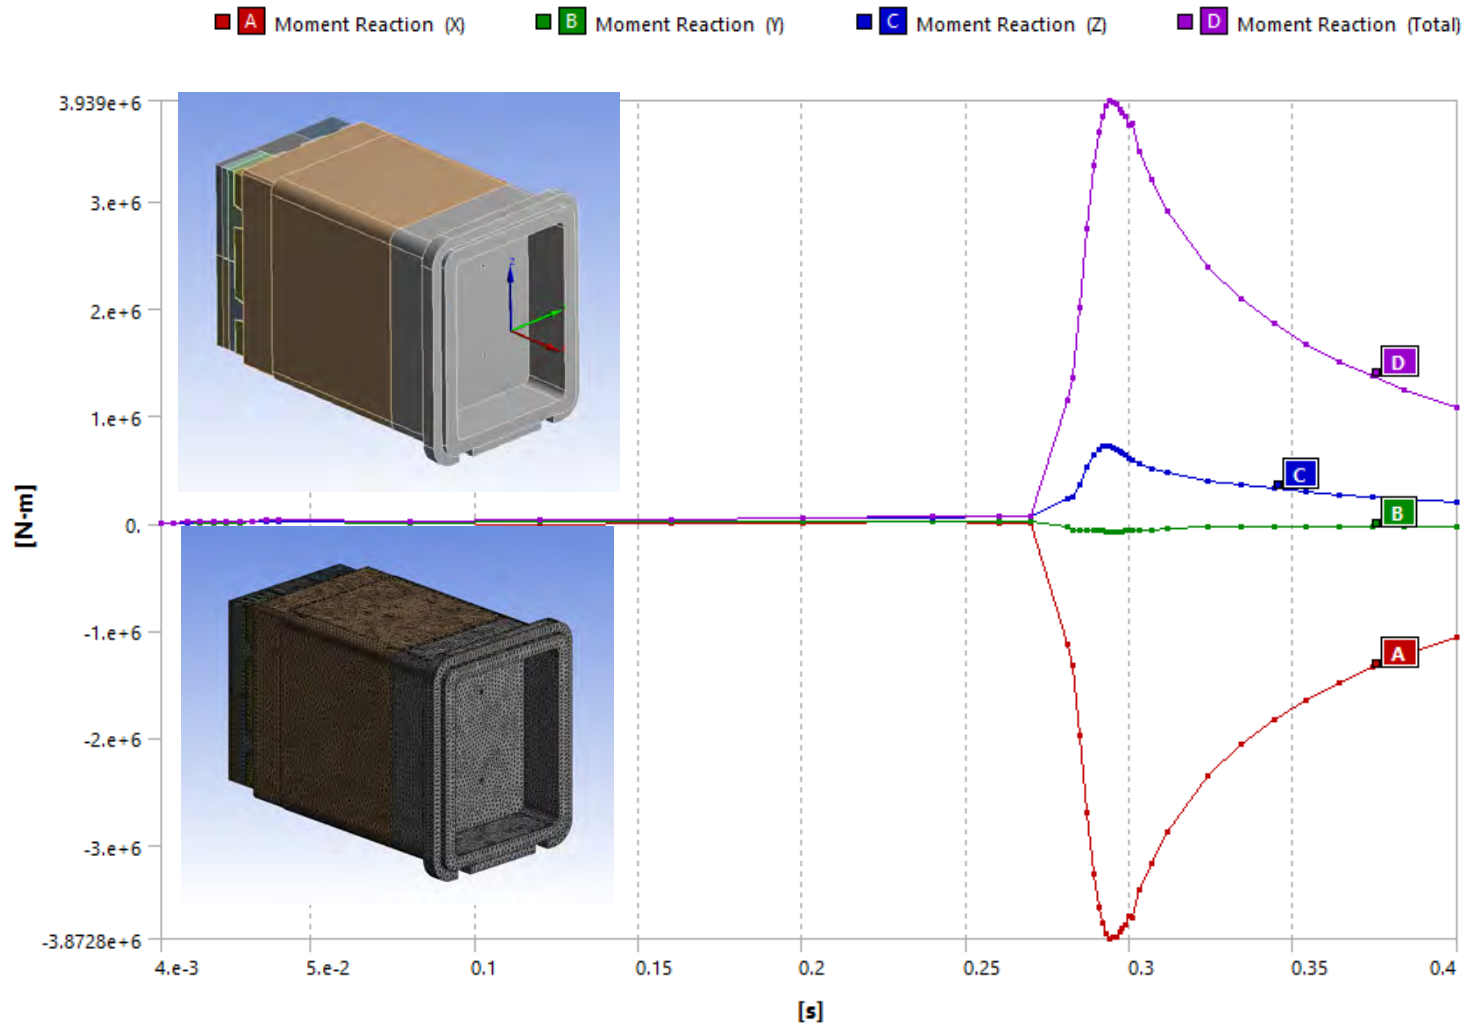 A Moment Reaction (X) B Moment Reaction (Y) C Moment Reaction (Z) D Moment Reaction (Total)
3.939e+6
3.e+6
2.e+6
1.e+6
0.
-1.e+6
-2.e+6
-3.e+6
-3.8728e+6
[N·m]
Z
D
C
B
A
4.e-3 5.e-2 0.1 0.15 0.2 0.25 0.3 0.35 0.4
[s]